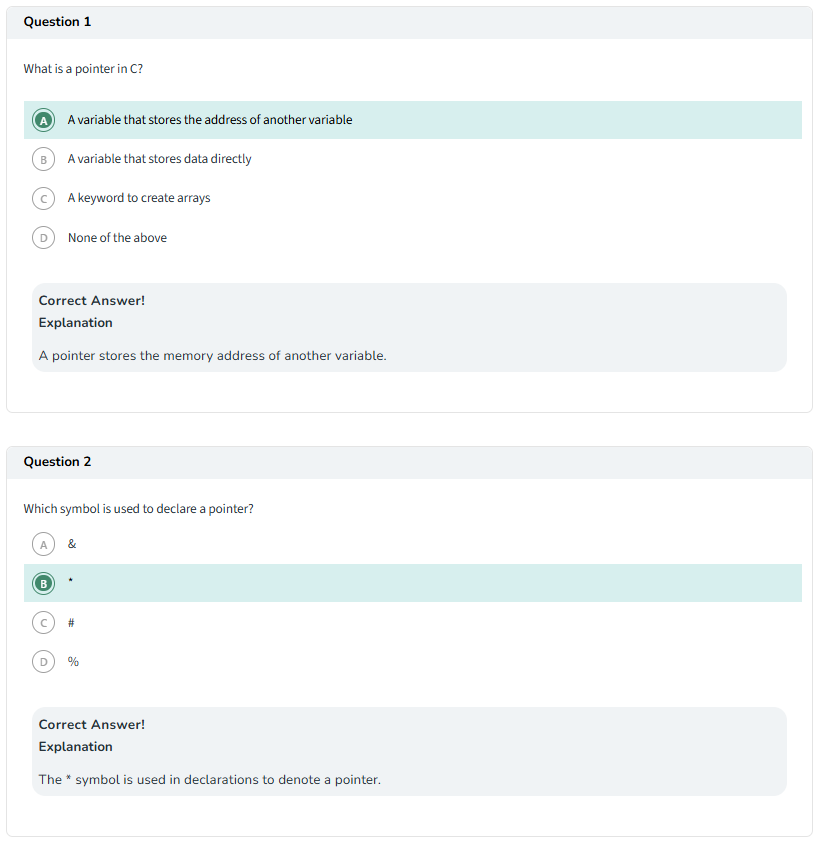 Question 1
What is a pointer in C?
A A variable that stores the address of another variable
B A variable that stores data directly
C A keyword to create arrays
D None of the above
Correct Answer!
Explanation
A pointer stores the memory address of another variable.
Question 2
Which symbol is used to declare a pointer?
A &
B *
C #
D %
Correct Answer!
Explanation
The * symbol is used in declarations to denote a pointer.